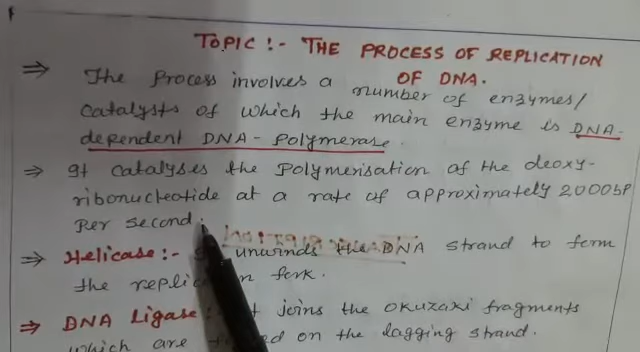 TOPIC :- THE PROCESS OF REPLICATION
OF DNA.
⇒ The Process involves a number of enzymes/
Catalysts of which the main enzyme is DNA-
dependent DNA-Polymerase.
⇒ It Catalyses the Polymerisation of the deoxy-
ribonucleotide at a rate of approximately 2000bp
Per second.
⇒ Helicase :- unwinds the DNA strand to form
the fork.
⇒ DNA Ligase joins the okuzaki fragments
which are on the lagging strand.